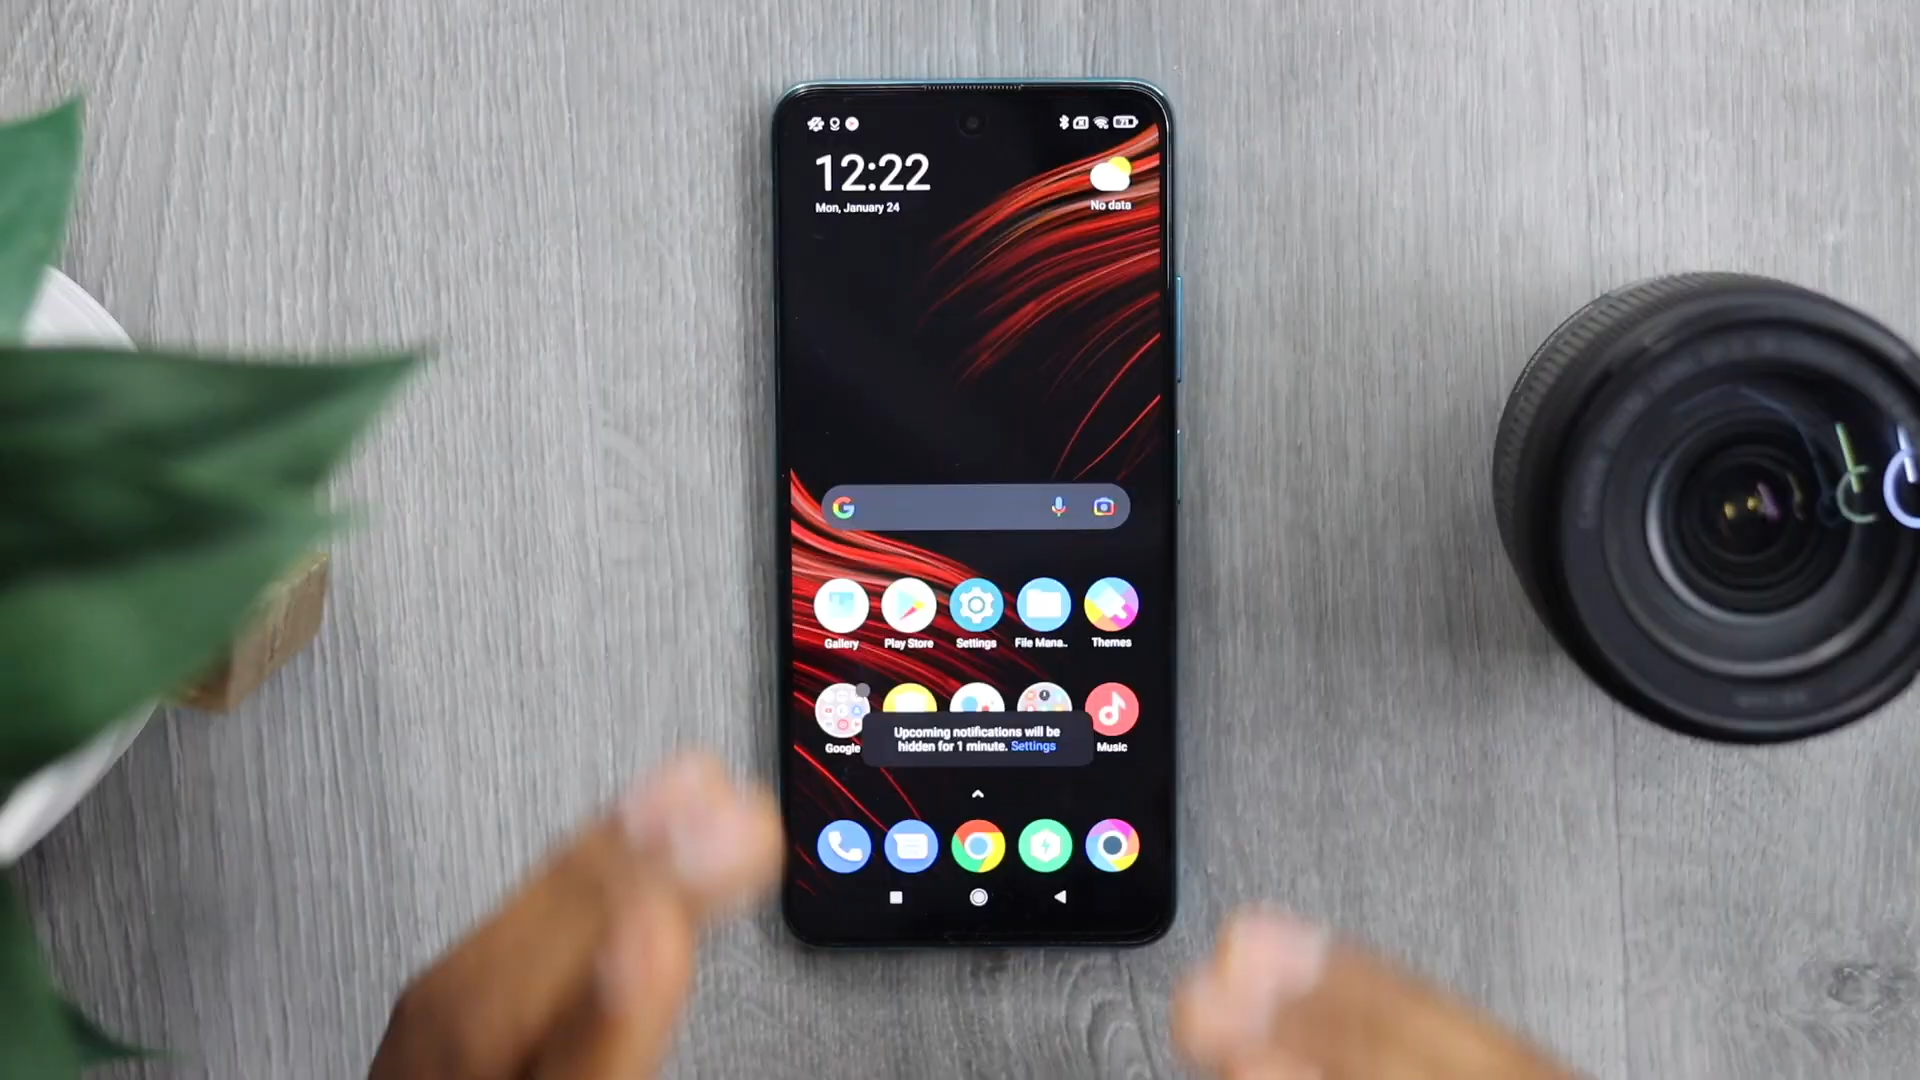 12:22
Mon, January 24
No data
Gallery
Play Store
Settings
File Mana..
Themes
Google
Music
Upcoming notifications will be
hidden for 1 minute. Settings